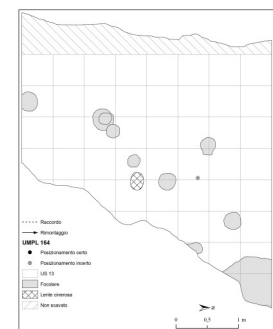 Raccordo
Rimontaggio
UMPL 164
Posizionamento certo
Posizionamento incerto
US 13
Focolare
Lente cinerosa
Non scavato
0 0,5 1 m